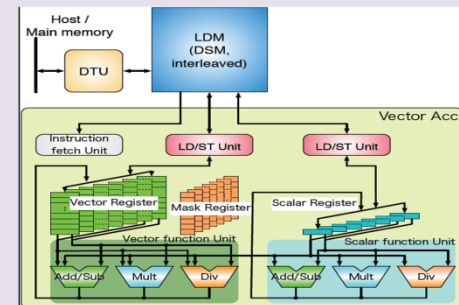 Host /
Main memory
DTU
LDM
(DSM,
interleaved)
Vector Acc
Instruction
fetch Unit
LD/ST Unit
LD/ST Unit
Vector Register
Mask Register
Scalar Register
Vector function Unit
Scalar function Unit
Add/Sub
Mult
Div
Add/Sub
Mult
Div